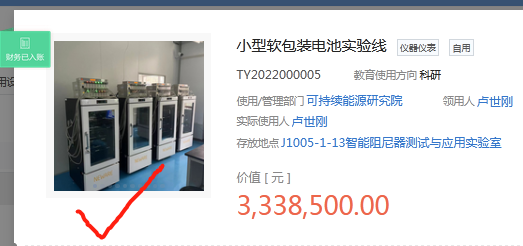 财务已入账
小型软包装电池实验线 仪器仪表 自用
TY2022000005 教育使用方向 科研
使用/管理部门 可持续能源研究院 领用人 卢世刚
实际使用人 卢世刚
存放地点 J1005-1-13智能阻尼器测试与应用实验室
价值 [ 元 ]
3,338,500.00